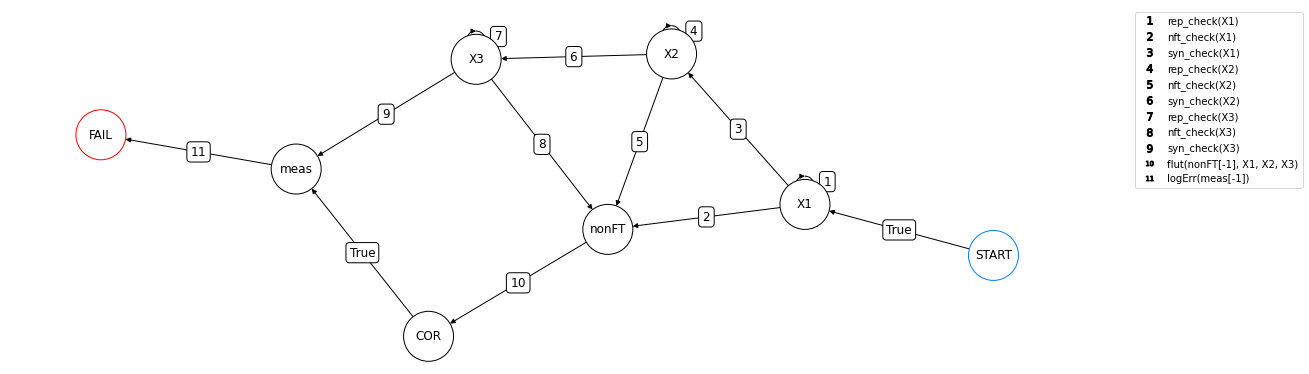 7
4
X3
6
X2
9
3
FAIL
8
5
11
meas
1
X1
2
nonFT
True
True
START
10
COR
1 rep_check(X1)
2 nft_check(X1)
3 syn_check(X1)
4 rep_check(X2)
5 nft_check(X2)
6 syn_check(X2)
7 rep_check(X3)
8 nft_check(X3)
9 syn_check(X3)
10 flut(nonFT[-1], X1, X2, X3)
11 logErr(meas[-1])